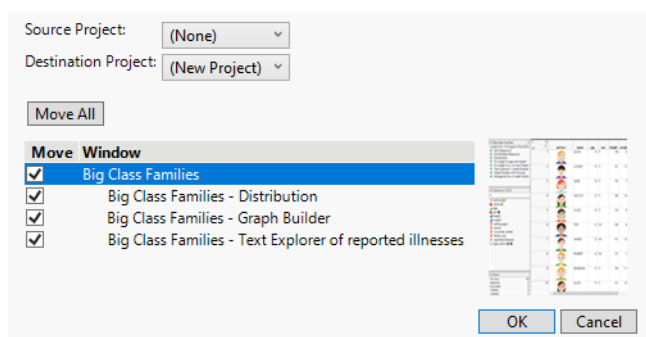 Source Project: (None)
Destination Project: (New Project)
Move All
Move Window
Big Class Families
Big Class Families - Distribution
Big Class Families - Graph Builder
Big Class Families - Text Explorer of reported illnesses
OK Cancel